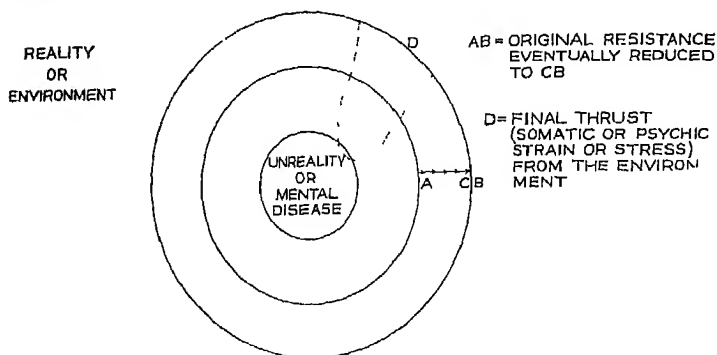 REALITY
OR
ENVIRONMENT
D
UNREALITY
OR
MENTAL
DISEASE
A
C
B
AB = ORIGINAL RESISTANCE
EVENTUALLY REDUCED
TO CB
D= FINAL THRUST
(SOMATIC OR PSYCHIC
STRAIN OR STRESS)
FROM THE ENVIRON
MENT